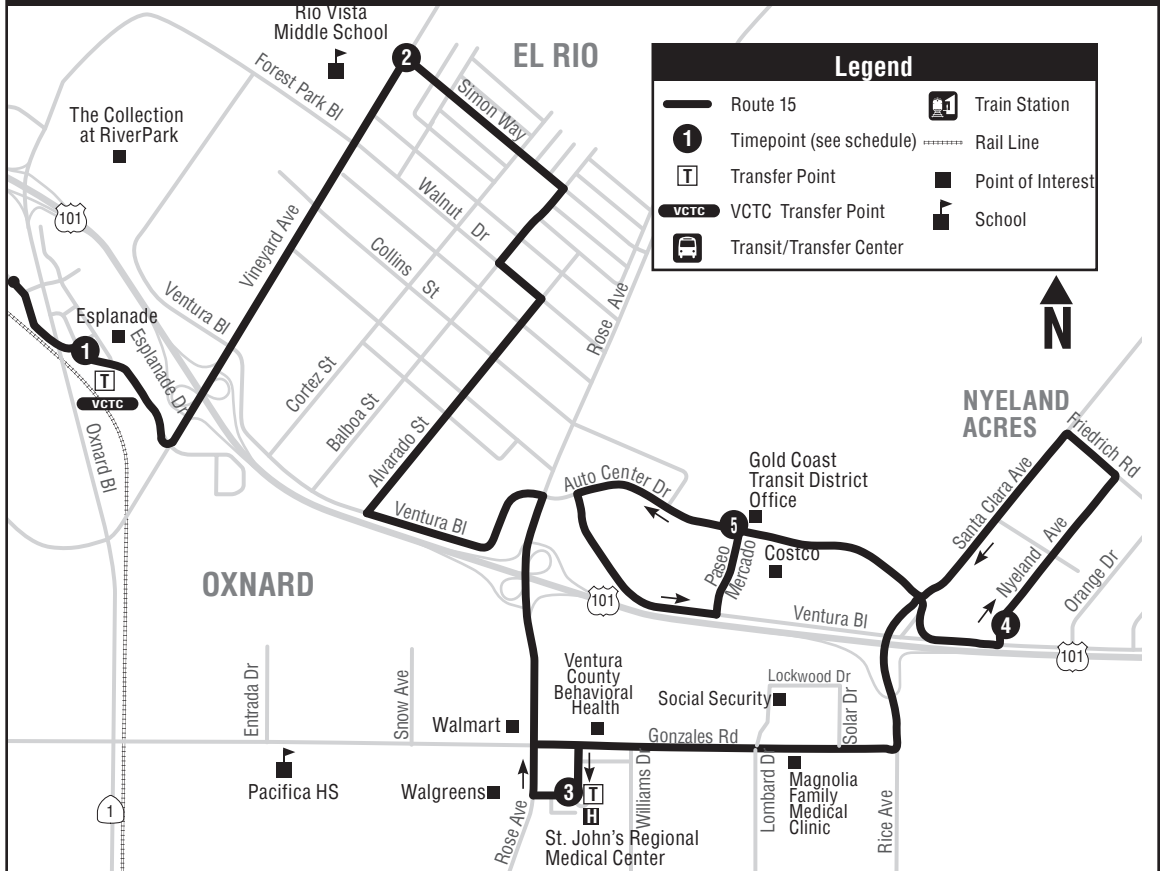 Rio Vista
Middle School
EL RIO
Forest Park Bl
Simon Way
2
The Collection
at RiverPark
101
Vineyard Ave
Walnut Dr
Collins St
Ventura Bl
Rose Ave
Esplanade
Esplanade Dr
1
T
VCTC
Oxnard Bl
Cortez St
Balboa St
Alvarado St
Ventura Bl
Legend
Route 15
1
Timepoint (see schedule)
T
Transfer Point
VCTC
VCTC Transfer Point
Transit/Transfer Center
Train Station
Rail Line
Point of Interest
School
N
NYELAND
ACRES
Friedrich Rd
Santa Clara Ave
Nyeland Ave
Orange Dr
4
Auto Center Dr
Gold Coast
Transit District
Office
5
Paseo
Mercado
Costco
101
Ventura Bl
101
OXNARD
Entrada Dr
Snow Ave
Walmart
Ventura
County
Behavioral
Health
Social Security
Lockwood Dr
Solar Dr
Gonzales Rd
Pacifica HS
Walgreens
3
T
H
St. John's Regional
Medical Center
Williams Dr
Lombard Dr
Magnolia
Family
Medical
Clinic
Rice Ave
Rose Ave
1